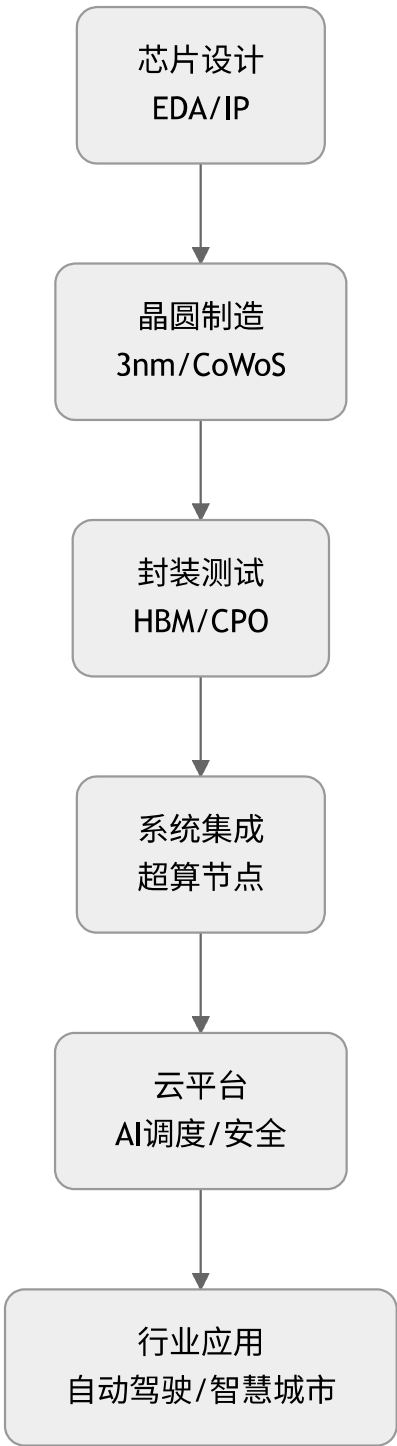 芯片设计
EDA/IP
晶圆制造
3nm/CoWoS
封装测试
HBM/CPO
系统集成
超算节点
云平台
AI调度/安全
行业应用
自动驾驶/智慧城市